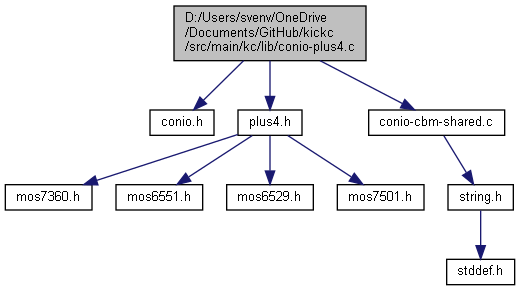 D:/Users/svenv/OneDrive
/Documents/GitHub/kickc
/src/main/kc/lib/conio-plus4.c
conio.h
plus4.h
conio-cbm-shared.c
mos7360.h
mos6551.h
mos6529.h
mos7501.h
string.h
stddef.h